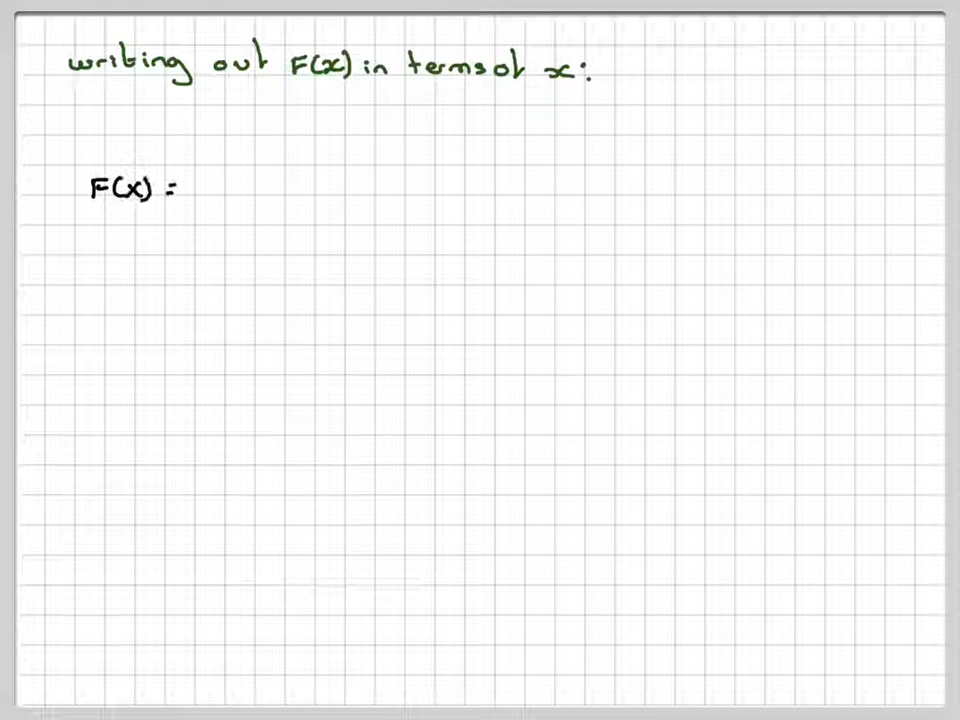 writing out F(x) in terms of x:
F(x) =